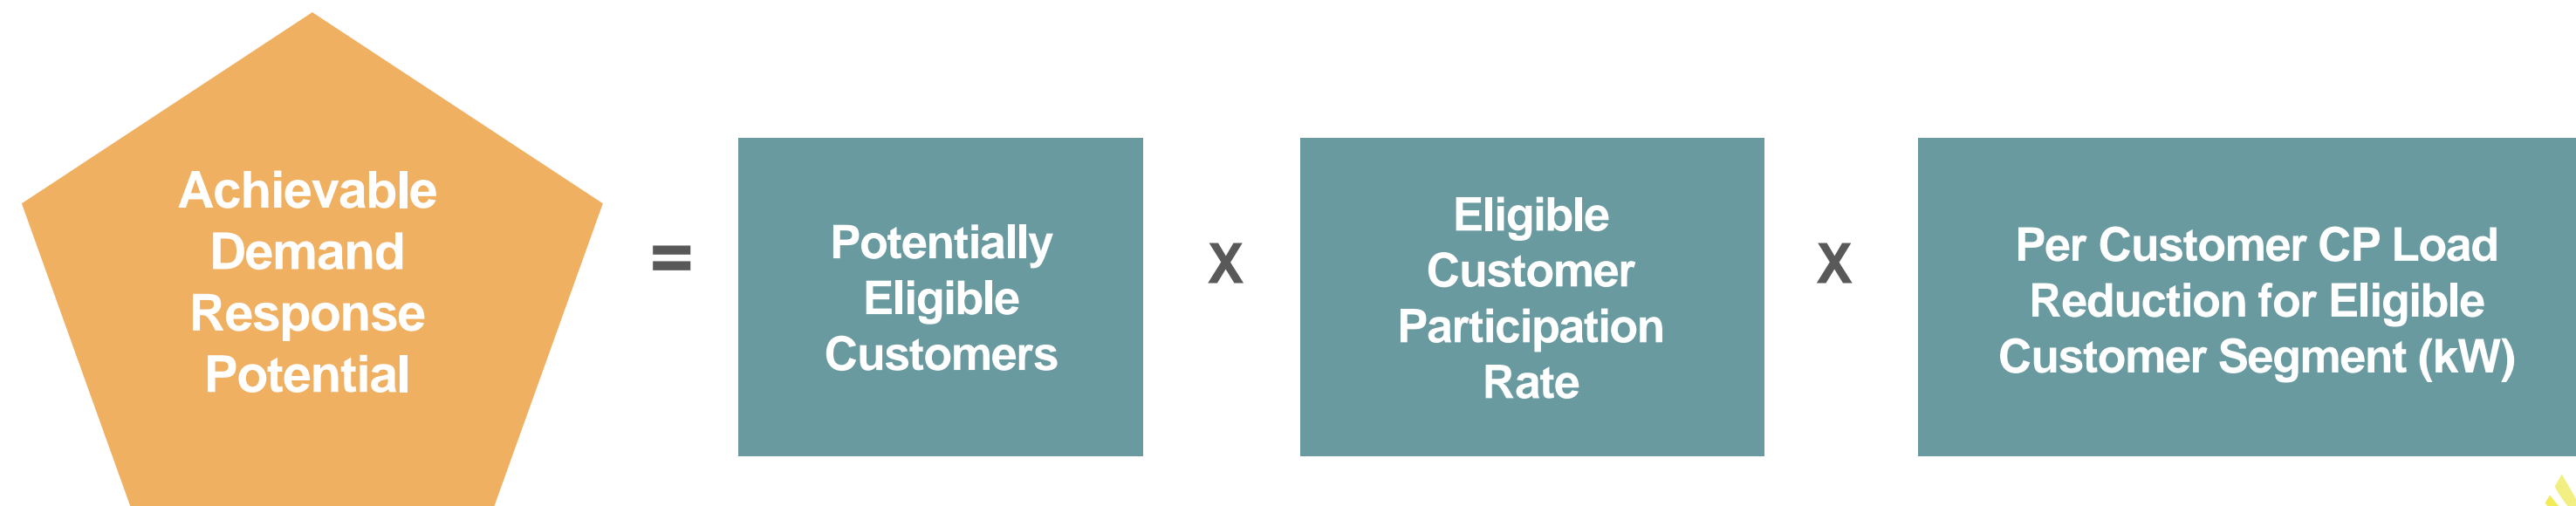 Achievable
Demand
Response
Potential
=
Potentially
Eligible
Customers
X
Eligible
Customer
Participation
Rate
X
Per Customer CP Load
Reduction for Eligible
Customer Segment (kW)